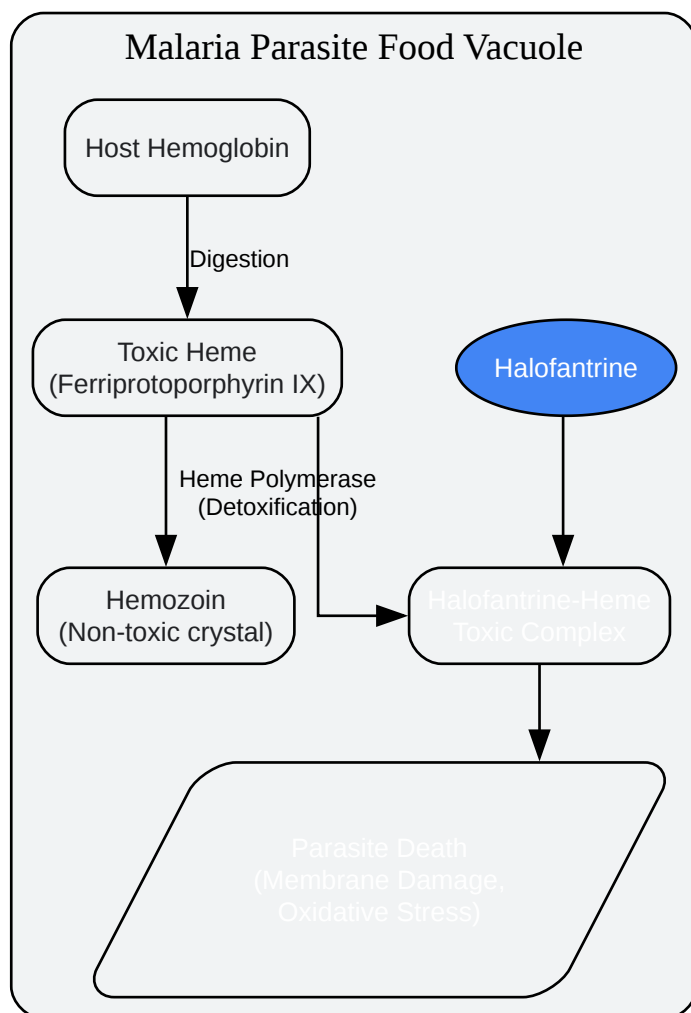 Malaria Parasite Food Vacuole
Host Hemoglobin
Digestion
Toxic Heme
(Ferriprotoporphyrin IX)
Halofantrine
Heme Polymerase
(Detoxification)
Hemozoin
(Non-toxic crystal)
Halofantrine-Heme
Toxic Complex
Parasite Death
(Membrane Damage,
Oxidative Stress)